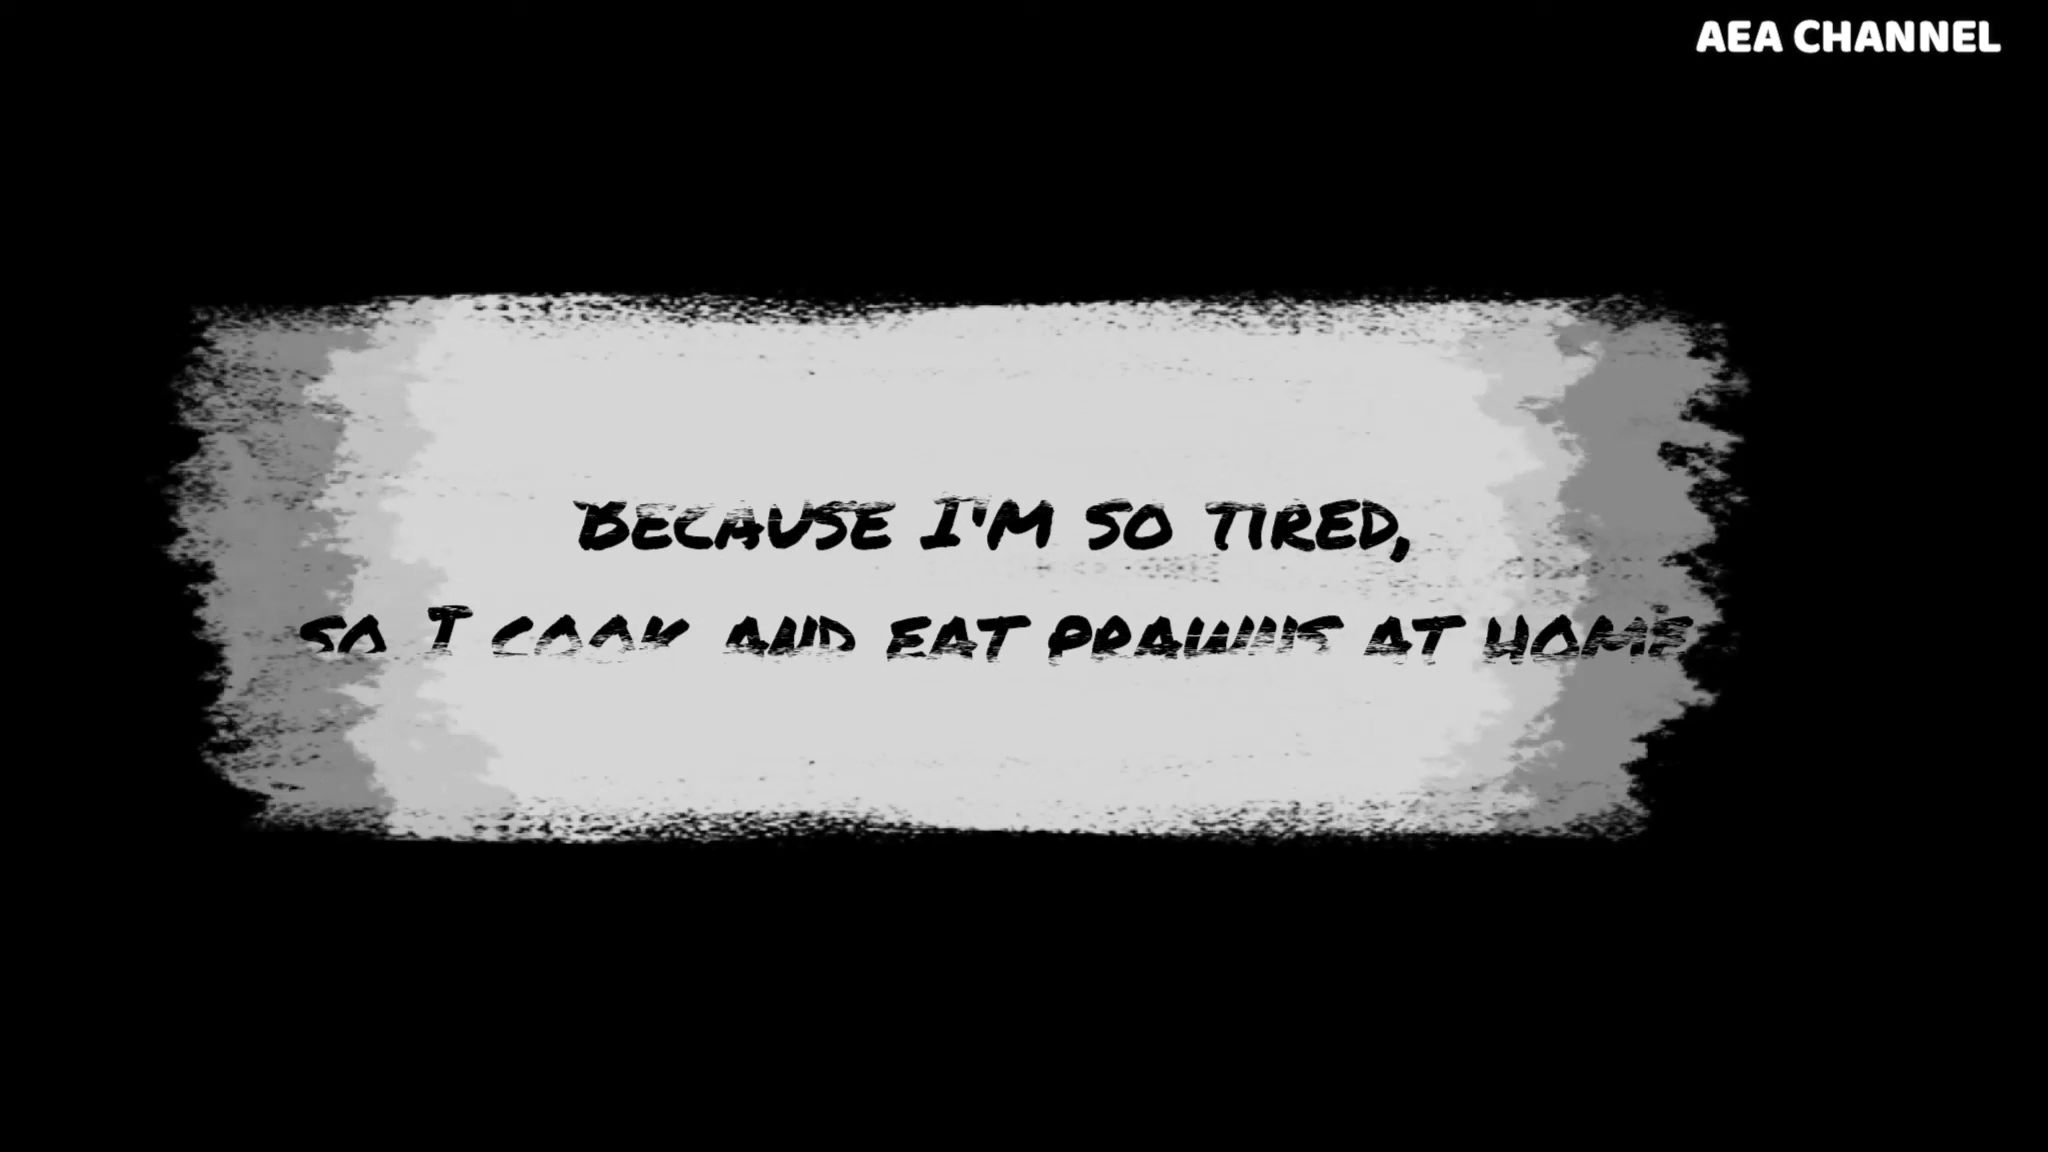 AEA CHANNEL
BECAUSE I'M SO TIRED,
SO I COOK AND EAT PRAWNS AT HOME